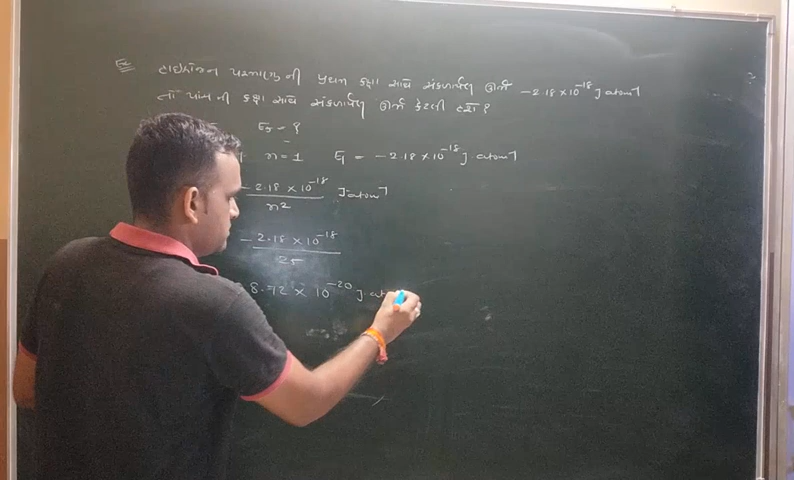 Ex હાઇડ્રોજન પરમાણુ ની પ્રથમ કક્ષા સાથે સંકળાયેલ ઊર્જા -2.18 × 10⁻¹⁸ J atom⁻¹
તો પાંચમી કક્ષા સાથે સંકળાયેલ ઊર્જા કેટલી હશે ?
E₅ = ?
n = 1 E₁ = -2.18 × 10⁻¹⁸ J. atom⁻¹
-2.18 × 10⁻¹⁸ J. atom⁻¹
n²
-2.18 × 10⁻¹⁸
25
8.72 × 10⁻²⁰ J.